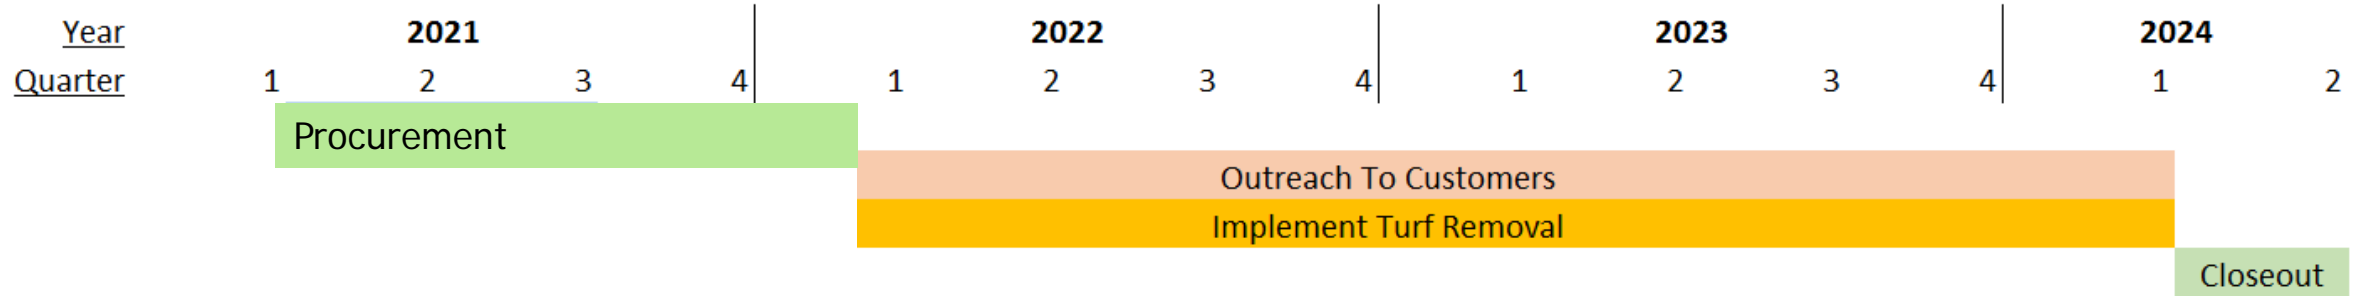 Year 2021 2022 2023 2024
Quarter 1 2 3 4 1 2 3 4 1 2 3 4 1 2
Procurement
Outreach To Customers
Implement Turf Removal
Closeout